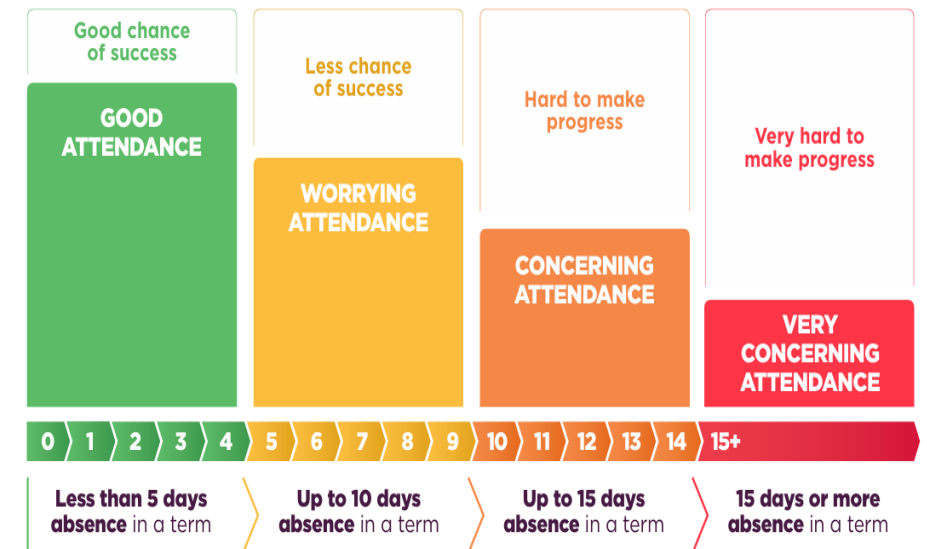 Good chance
of success
GOOD
ATTENDANCE
Less chance
of success
WORRYING
ATTENDANCE
Hard to make
progress
CONCERNING
ATTENDANCE
Very hard to
make progress
VERY
CONCERNING
ATTENDANCE
0 1 2 3 4 5 6 7 8 9 10 11 12 13 14 15+
Less than 5 days
absence in a term
Up to 10 days
absence in a term
Up to 15 days
absence in a term
15 days or more
absence in a term